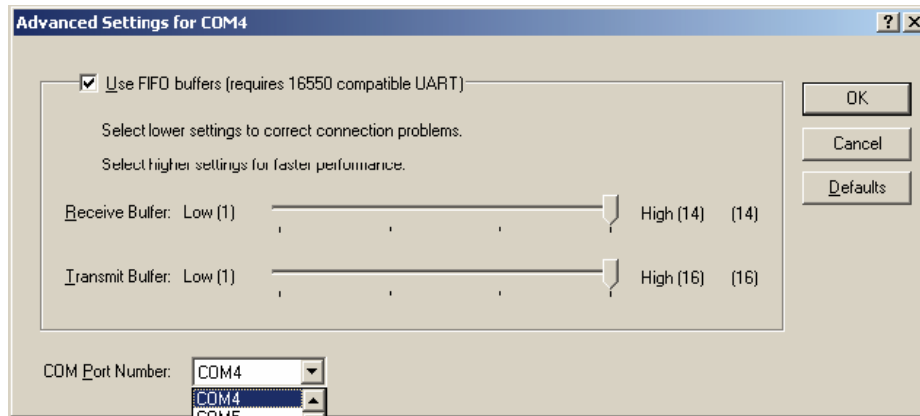 Advanced Settings for COM4
Use FIFO buffers (requires 16550 compatible UART)
Select lower settings to correct connection problems.
Select higher settings for faster performance.
Receive Buffer: Low (1) High (14) (14)
Transmit Buffer: Low (1) High (16) (16)
OK
Cancel
Defaults
COM Port Number: COM4
COM4
COM5